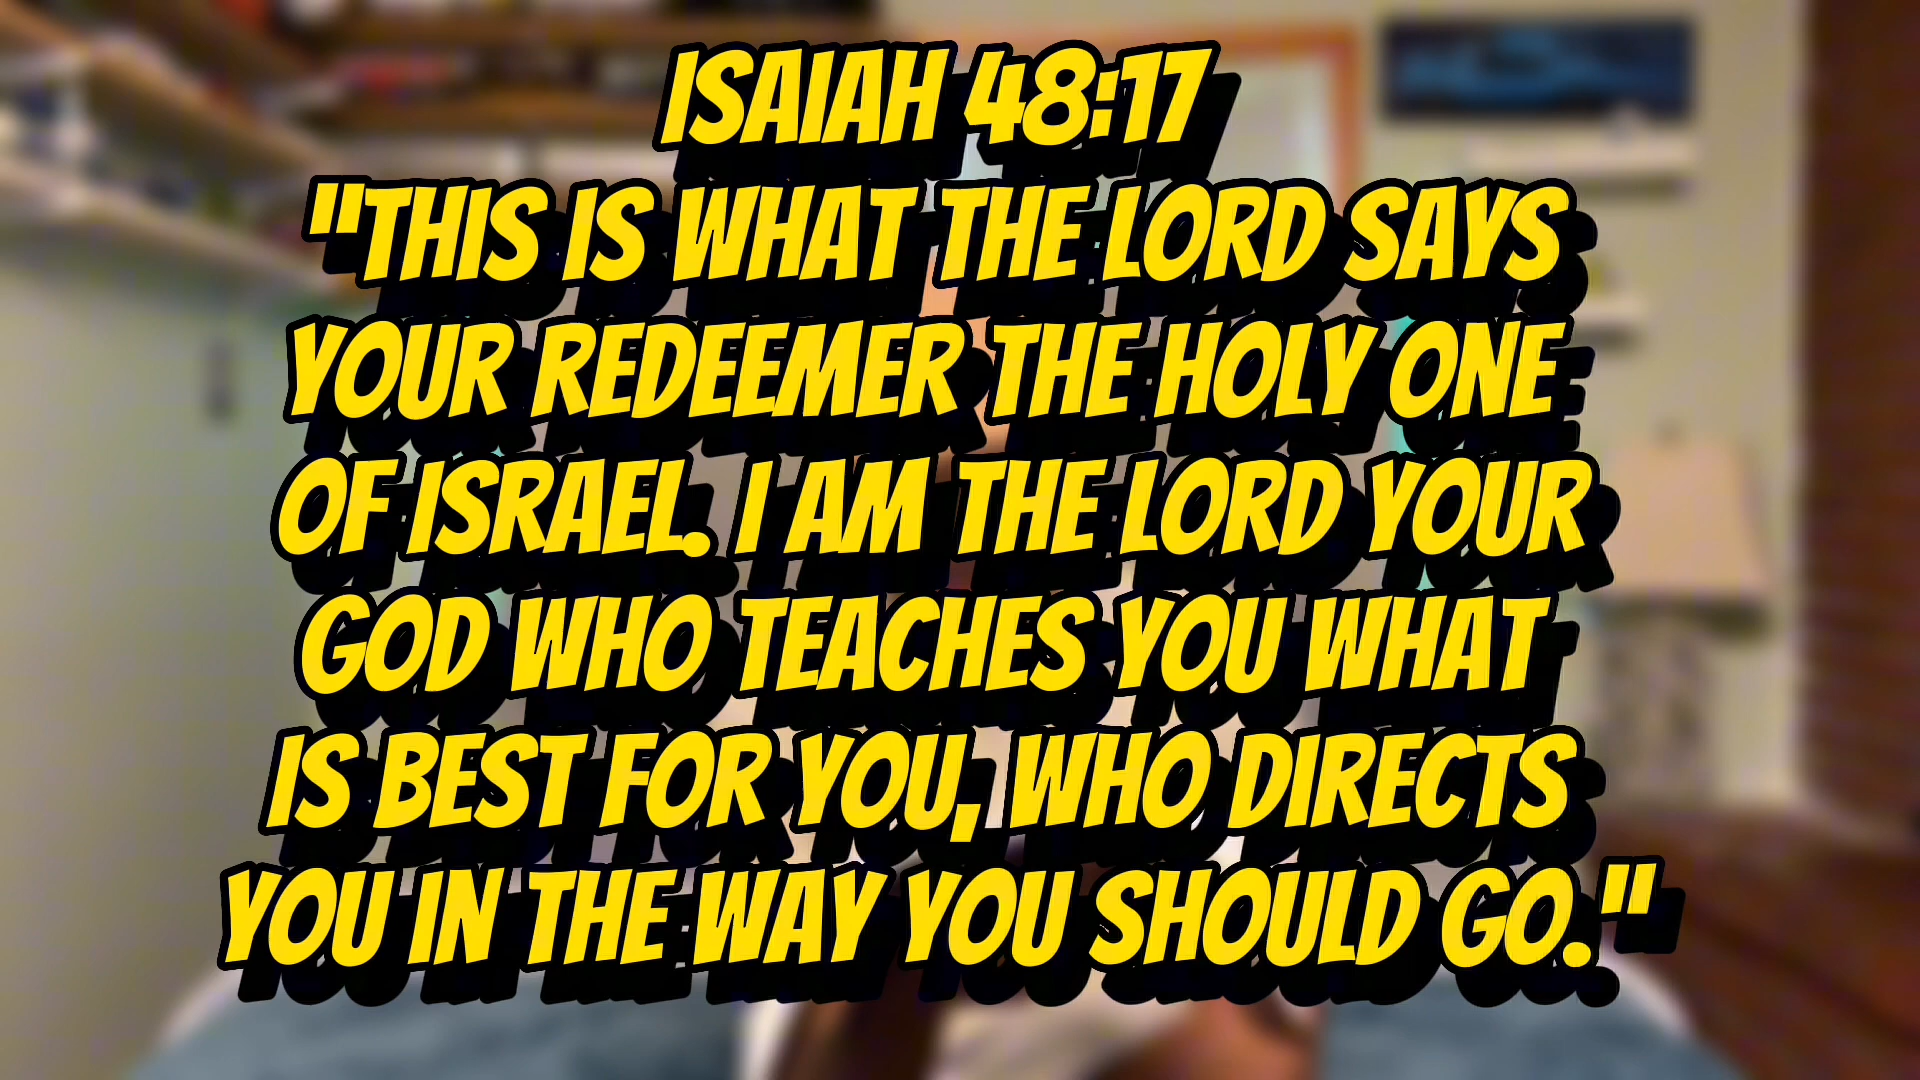 ISAIAH 48:17
"THIS IS WHAT THE LORD SAYS
YOUR REDEEMER THE HOLY ONE
OF ISRAEL. I AM THE LORD YOUR
GOD WHO TEACHES YOU WHAT
IS BEST FOR YOU, WHO DIRECTS
YOU IN THE WAY YOU SHOULD GO."